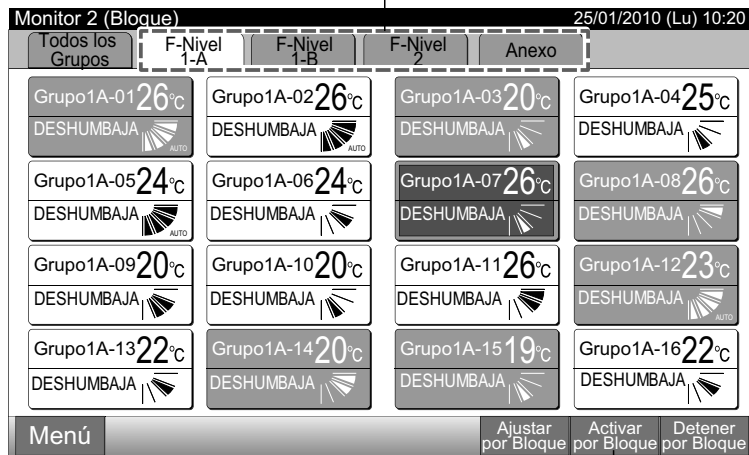 Monitor 2 (Bloque) 25/01/2010 (Lu) 10:20
Todos los Grupos F-Nivel 1-A F-Nivel 1-B F-Nivel 2 Anexo
Grupo1A-01 26°C Grupo1A-02 26°C Grupo1A-03 20°C Grupo1A-04 25°C
DESHUMBAJA AUTO DESHUMBAJA AUTO DESHUMBAJA DESHUMBAJA
Grupo1A-05 24°C Grupo1A-06 24°C Grupo1A-07 26°C Grupo1A-08 26°C
DESHUMBAJA AUTO DESHUMBAJA DESHUMBAJA DESHUMBAJA
Grupo1A-09 20°C Grupo1A-10 20°C Grupo1A-11 26°C Grupo1A-12 23°C
DESHUMBAJA DESHUMBAJA DESHUMBAJA DESHUMBAJA AUTO
Grupo1A-13 22°C Grupo1A-14 20°C Grupo1A-15 19°C Grupo1A-16 22°C
DESHUMBAJA DESHUMBAJA DESHUMBAJA DESHUMBAJA
Menú Ajustar por Bloque Activar por Bloque Detener por Bloque